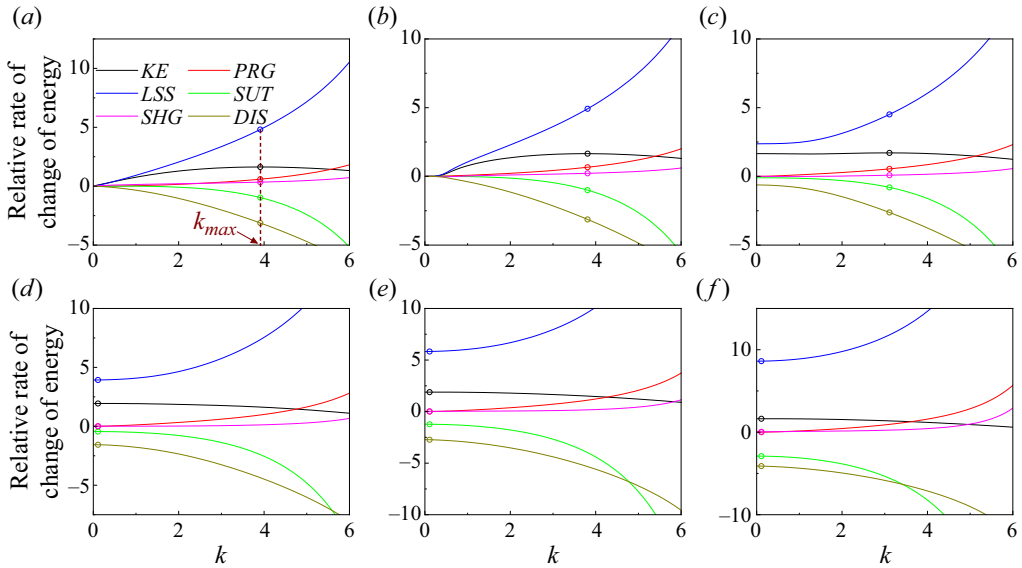 (a)
(b)
(c)
Relative rate of
change of energy
10
5
0
−5
KE
PRG
LSS
SUT
SHG
DIS
k_max
0 2 4 6
10
5
0
−5
0 2 4 6
10
5
0
−5
0 2 4 6
(d)
(e)
(f)
Relative rate of
change of energy
10
5
0
−5
0 2 4 6
k
10
5
0
−5
−10
0 2 4 6
k
10
0
−10
0 2 4 6
k